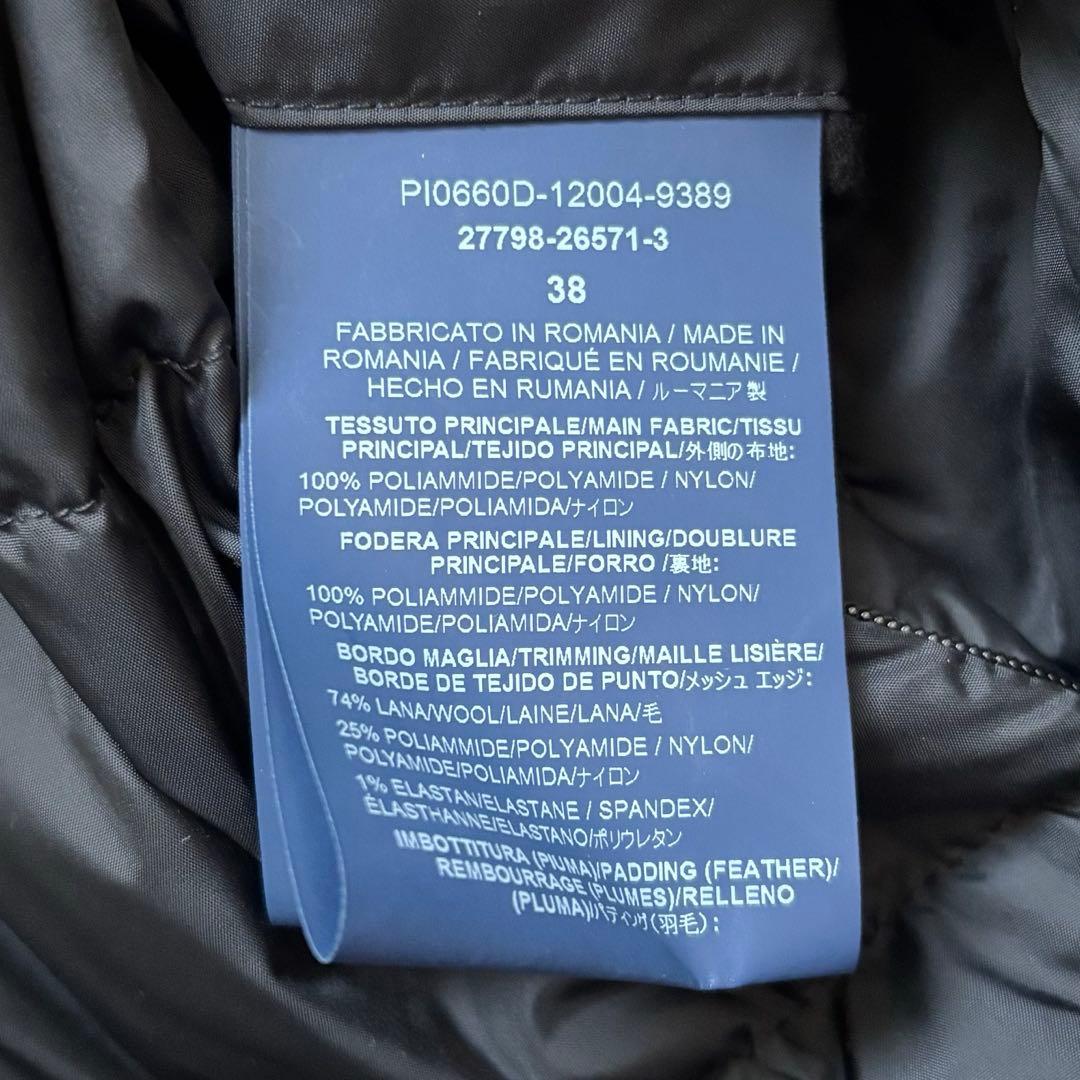 PI0660D-12004-9389
27798-26571-3
38
FABBRICATO IN ROMANIA / MADE IN
ROMANIA / FABRIQUÉ EN ROUMANIE /
HECHO EN RUMANIA / ルーマニア製
TESSUTO PRINCIPALE/MAIN FABRIC/TISSU
PRINCIPAL/TEJIDO PRINCIPAL/外側の布地:
100% POLIAMMIDE/POLYAMIDE / NYLON/
POLYAMIDE/POLIAMIDA/ナイロン
FODERA PRINCIPALE/LINING/DOUBLURE
PRINCIPALE/FORRO /裏地:
100% POLIAMMIDE/POLYAMIDE / NYLON/
POLYAMIDE/POLIAMIDA/ナイロン
BORDO MAGLIA/TRIMMING/MAILLE LISIÈRE/
BORDE DE TEJIDO DE PUNTO/メッシュ エッジ:
74% LANA/WOOL/LAINE/LANA/毛
25% POLIAMMIDE/POLYAMIDE / NYLON/
POLYAMIDE/POLIAMIDA/ナイロン
1% ELASTAN/ELASTANE / SPANDEX/
ÉLASTHANNE/ELASTANO/ポリウレタン
IMBOTTITURA (PIUMA)/PADDING (FEATHER)/
REMBOURRAGE (PLUMES)/RELLENO
(PLUMA)/パディング(羽毛):